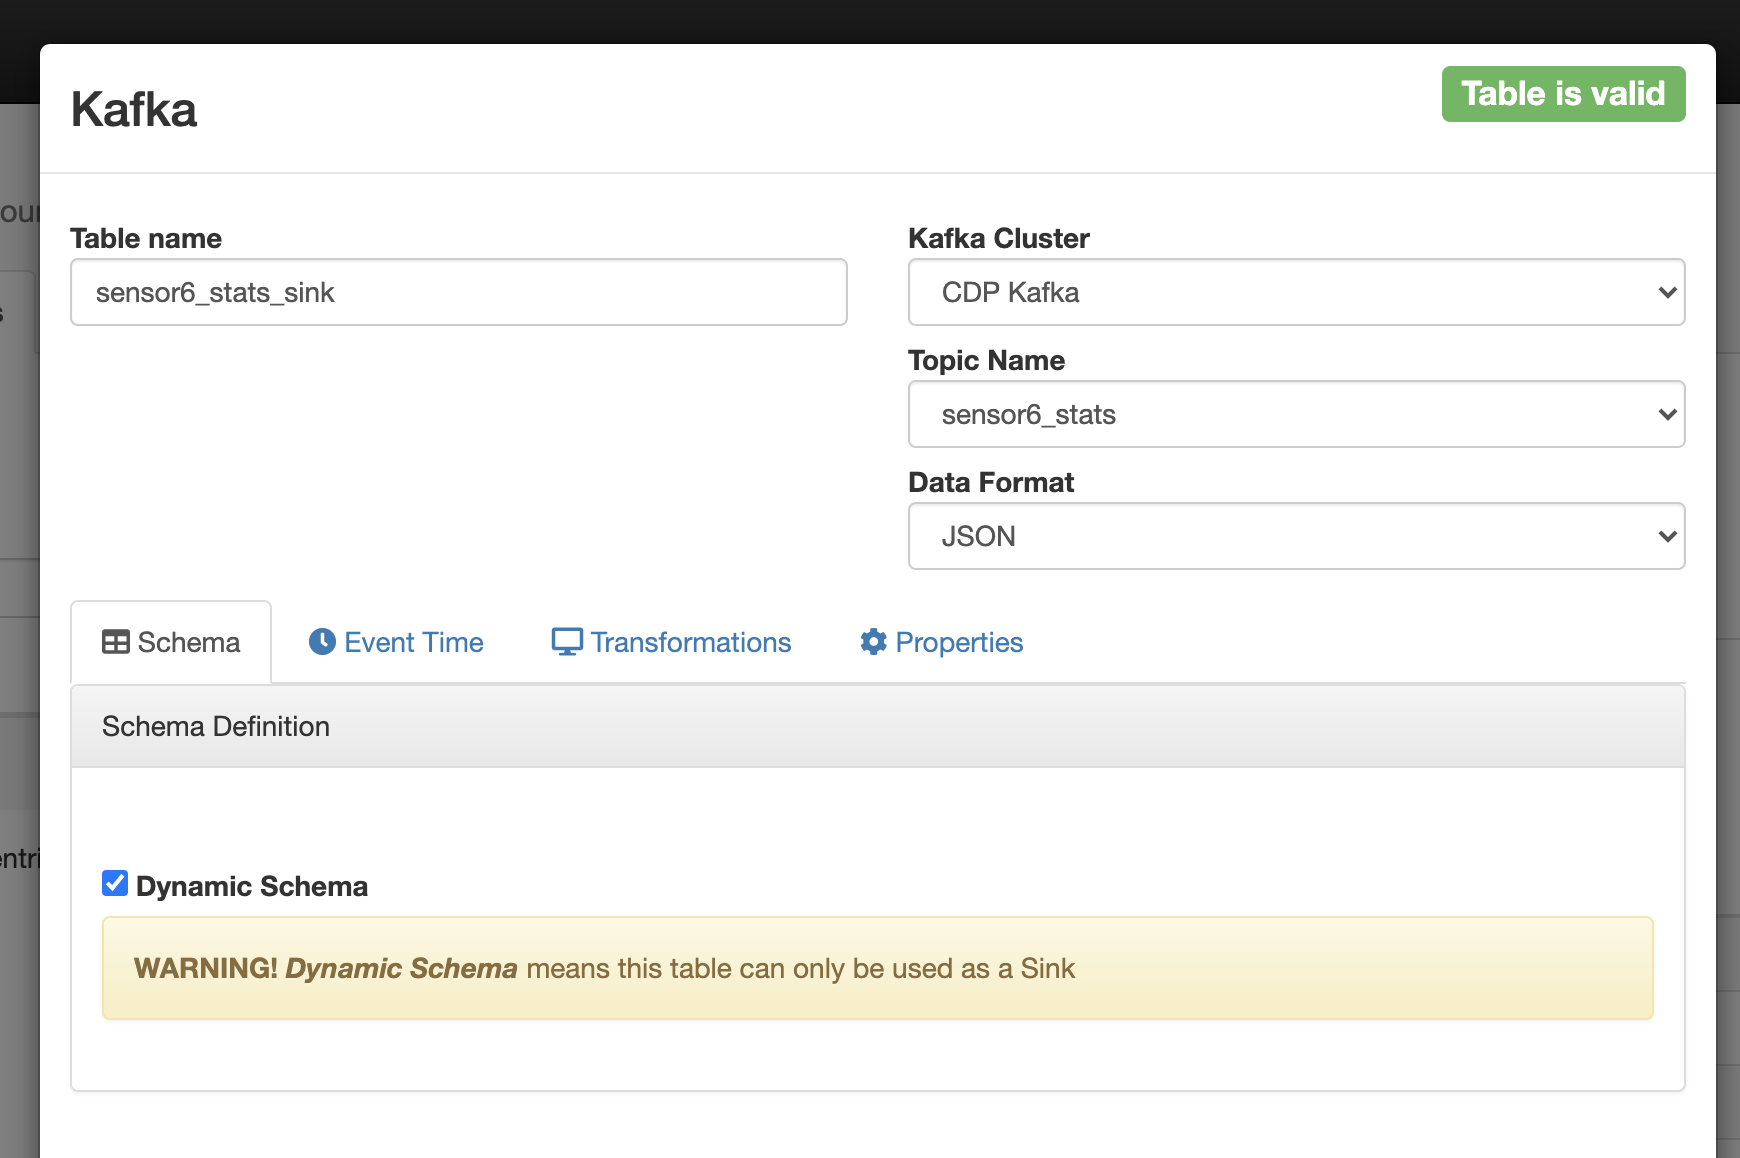 Kafka
Table is valid
Table name
sensor6_stats_sink
Kafka Cluster
CDP Kafka
Topic Name
sensor6_stats
Data Format
JSON
Schema Event Time Transformations Properties
Schema Definition
Dynamic Schema
WARNING! Dynamic Schema means this table can only be used as a Sink